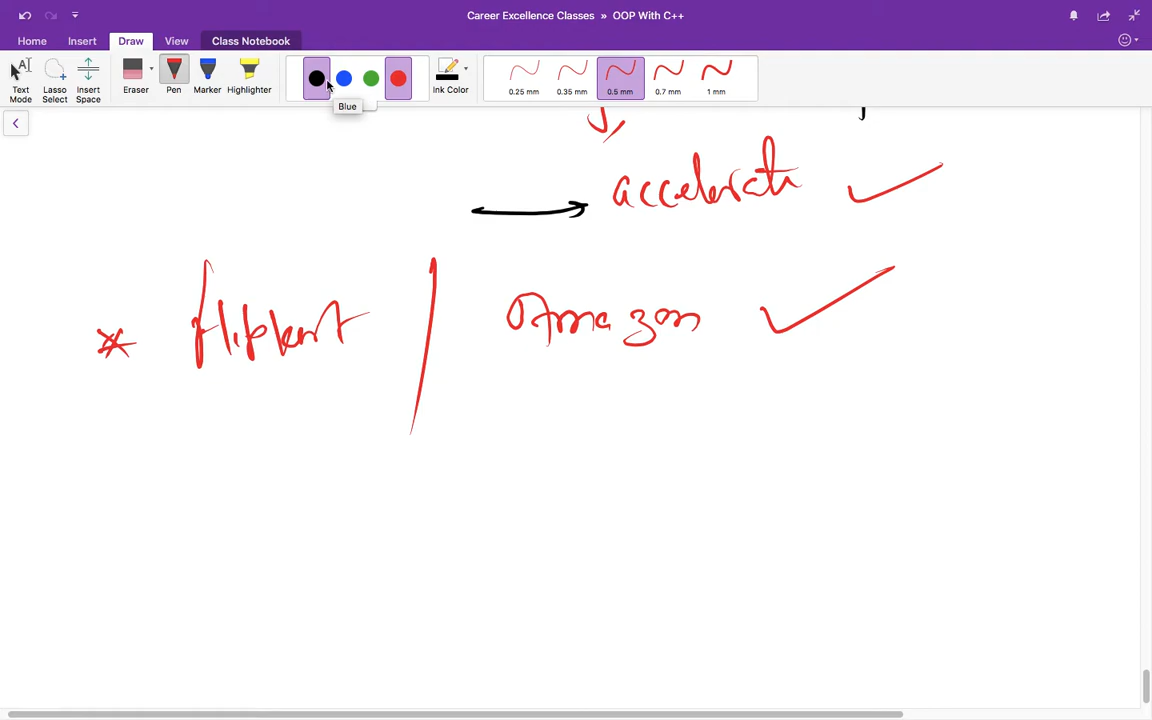 Career Excellence Classes » OOP With C++
Home Insert Draw View Class Notebook
Text Mode
Lasso Select
Insert Space
Eraser
Pen
Marker
Highlighter
Ink Color
0.25 mm
0.35 mm
0.5 mm
0.7 mm
1 mm
Blue
accelerate
* flipkart / Amazon